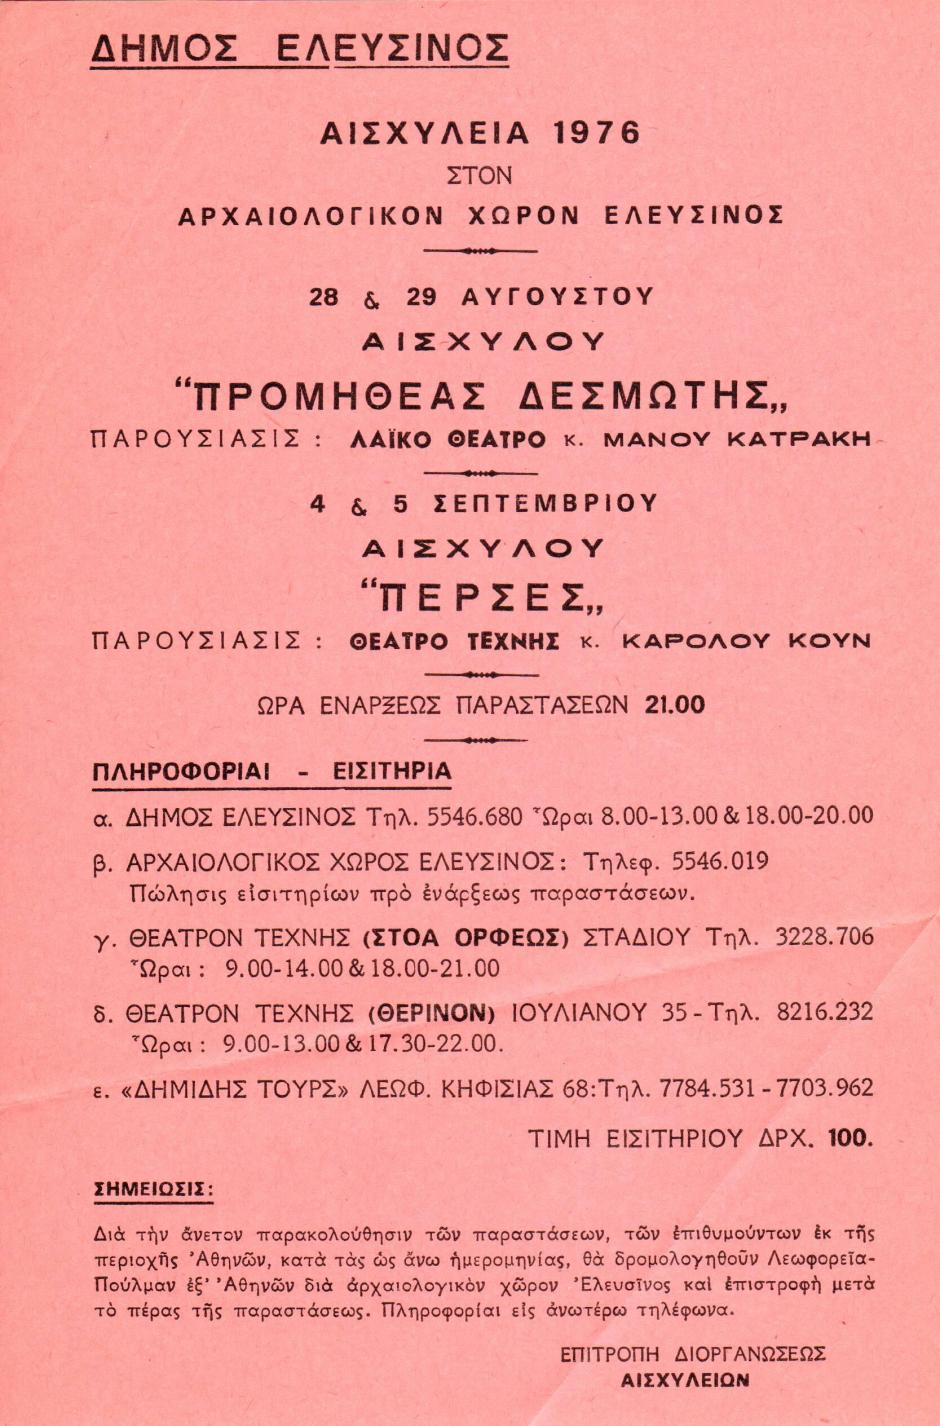 ΔΗΜΟΣ ΕΛΕΥΣΙΝΟΣ
ΑΙΣΧΥΛΕΙΑ 1976
ΣΤΟΝ
ΑΡΧΑΙΟΛΟΓΙΚΟΝ ΧΩΡΟΝ ΕΛΕΥΣΙΝΟΣ
28 & 29 ΑΥΓΟΥΣΤΟΥ
ΑΙΣΧΥΛΟΥ
“ΠΡΟΜΗΘΕΑΣ ΔΕΣΜΩΤΗΣ„
ΠΑΡΟΥΣΙΑΣΙΣ : ΛΑΪΚΟ ΘΕΑΤΡΟ κ. ΜΑΝΟΥ ΚΑΤΡΑΚΗ
4 & 5 ΣΕΠΤΕΜΒΡΙΟΥ
ΑΙΣΧΥΛΟΥ
“ΠΕΡΣΕΣ„
ΠΑΡΟΥΣΙΑΣΙΣ : ΘΕΑΤΡΟ ΤΕΧΝΗΣ κ. ΚΑΡΟΛΟΥ ΚΟΥΝ
ΩΡΑ ΕΝΑΡΞΕΩΣ ΠΑΡΑΣΤΑΣΕΩΝ 21.00
ΠΛΗΡΟΦΟΡΙΑΙ - ΕΙΣΙΤΗΡΙΑ
α. ΔΗΜΟΣ ΕΛΕΥΣΙΝΟΣ Τηλ. 5546.680 Ὧραι 8.00-13.00 & 18.00-20.00
β. ΑΡΧΑΙΟΛΟΓΙΚΟΣ ΧΩΡΟΣ ΕΛΕΥΣΙΝΟΣ: Τηλεφ. 5546.019
Πώλησις εἰσιτηρίων πρὸ ἐνάρξεως παραστάσεων.
γ. ΘΕΑΤΡΟΝ ΤΕΧΝΗΣ (ΣΤΟΑ ΟΡΦΕΩΣ) ΣΤΑΔΙΟΥ Τηλ. 3228.706
Ὧραι : 9.00-14.00 & 18.00-21.00
δ. ΘΕΑΤΡΟΝ ΤΕΧΝΗΣ (ΘΕΡΙΝΟΝ) ΙΟΥΛΙΑΝΟΥ 35 - Τηλ. 8216.232
Ὧραι : 9.00-13.00 & 17.30-22.00.
ε. «ΔΗΜΙΔΗΣ ΤΟΥΡΣ» ΛΕΩΦ. ΚΗΦΙΣΙΑΣ 68: Τηλ. 7784.531 - 7703.962
ΤΙΜΗ ΕΙΣΙΤΗΡΙΟΥ ΔΡΧ. 100.
ΣΗΜΕΙΩΣΙΣ:
Διὰ τὴν ἄνετον παρακολούθησιν τῶν παραστάσεων, τῶν ἐπιθυμούντων ἐκ τῆς
περιοχῆς Ἀθηνῶν, κατὰ τὰς ὡς ἄνω ἡμερομηνίας, θὰ δρομολογηθοῦν Λεωφορεῖα-
Πούλμαν ἐξ’ Ἀθηνῶν διὰ ἀρχαιολογικὸν χῶρον Ἐλευσῖνος καὶ ἐπιστροφὴ μετὰ
τὸ πέρας τῆς παραστάσεως. Πληροφορίαι εἰς ἀνωτέρω τηλέφωνα.
ΕΠΙΤΡΟΠΗ ΔΙΟΡΓΑΝΩΣΕΩΣ
ΑΙΣΧΥΛΕΙΩΝ